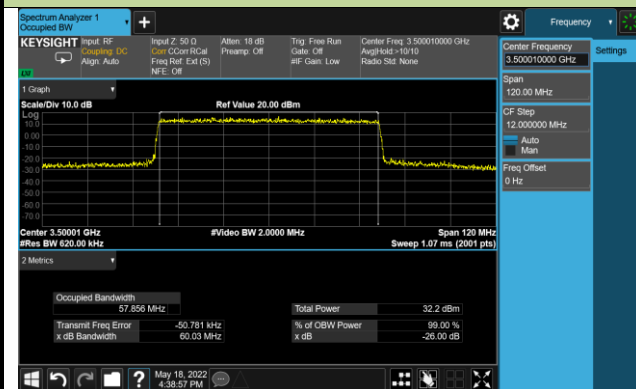 Spectrum Analyzer 1
Occupied BW
Frequency
KEYSIGHT
Input: RF
Coupling: DC
Align: Auto
Input Z: 50 Ω
Corr CCorr RCal
Freq Ref: Ext (S)
NFE: Off
Atten: 18 dB
Preamp: Off
Trig: Free Run
Gate: Off
#IF Gain: Low
Center Freq: 3.500010000 GHz
Avg|Hold:>10/10
Radio Std: None
Center Frequency
3.500010000 GHz
Settings
Span
120.00 MHz
CF Step
12.000000 MHz
Auto
Man
Freq Offset
0 Hz
1 Graph
Scale/Div 10.0 dB
Ref Value 20.00 dBm
Log
10.0
0.00
-10.0
-20.0
-30.0
-40.0
-50.0
-60.0
-70.0
Center 3.50001 GHz
#Video BW 2.0000 MHz
Span 120 MHz
#Res BW 620.00 kHz
Sweep 1.07 ms (2001 pts)
2 Metrics
Occupied Bandwidth
57.856 MHz
Total Power 32.2 dBm
Transmit Freq Error -50.781 kHz
% of OBW Power 99.00 %
x dB Bandwidth 60.03 MHz
x dB -26.00 dB
May 18, 2022
4:38:57 PM